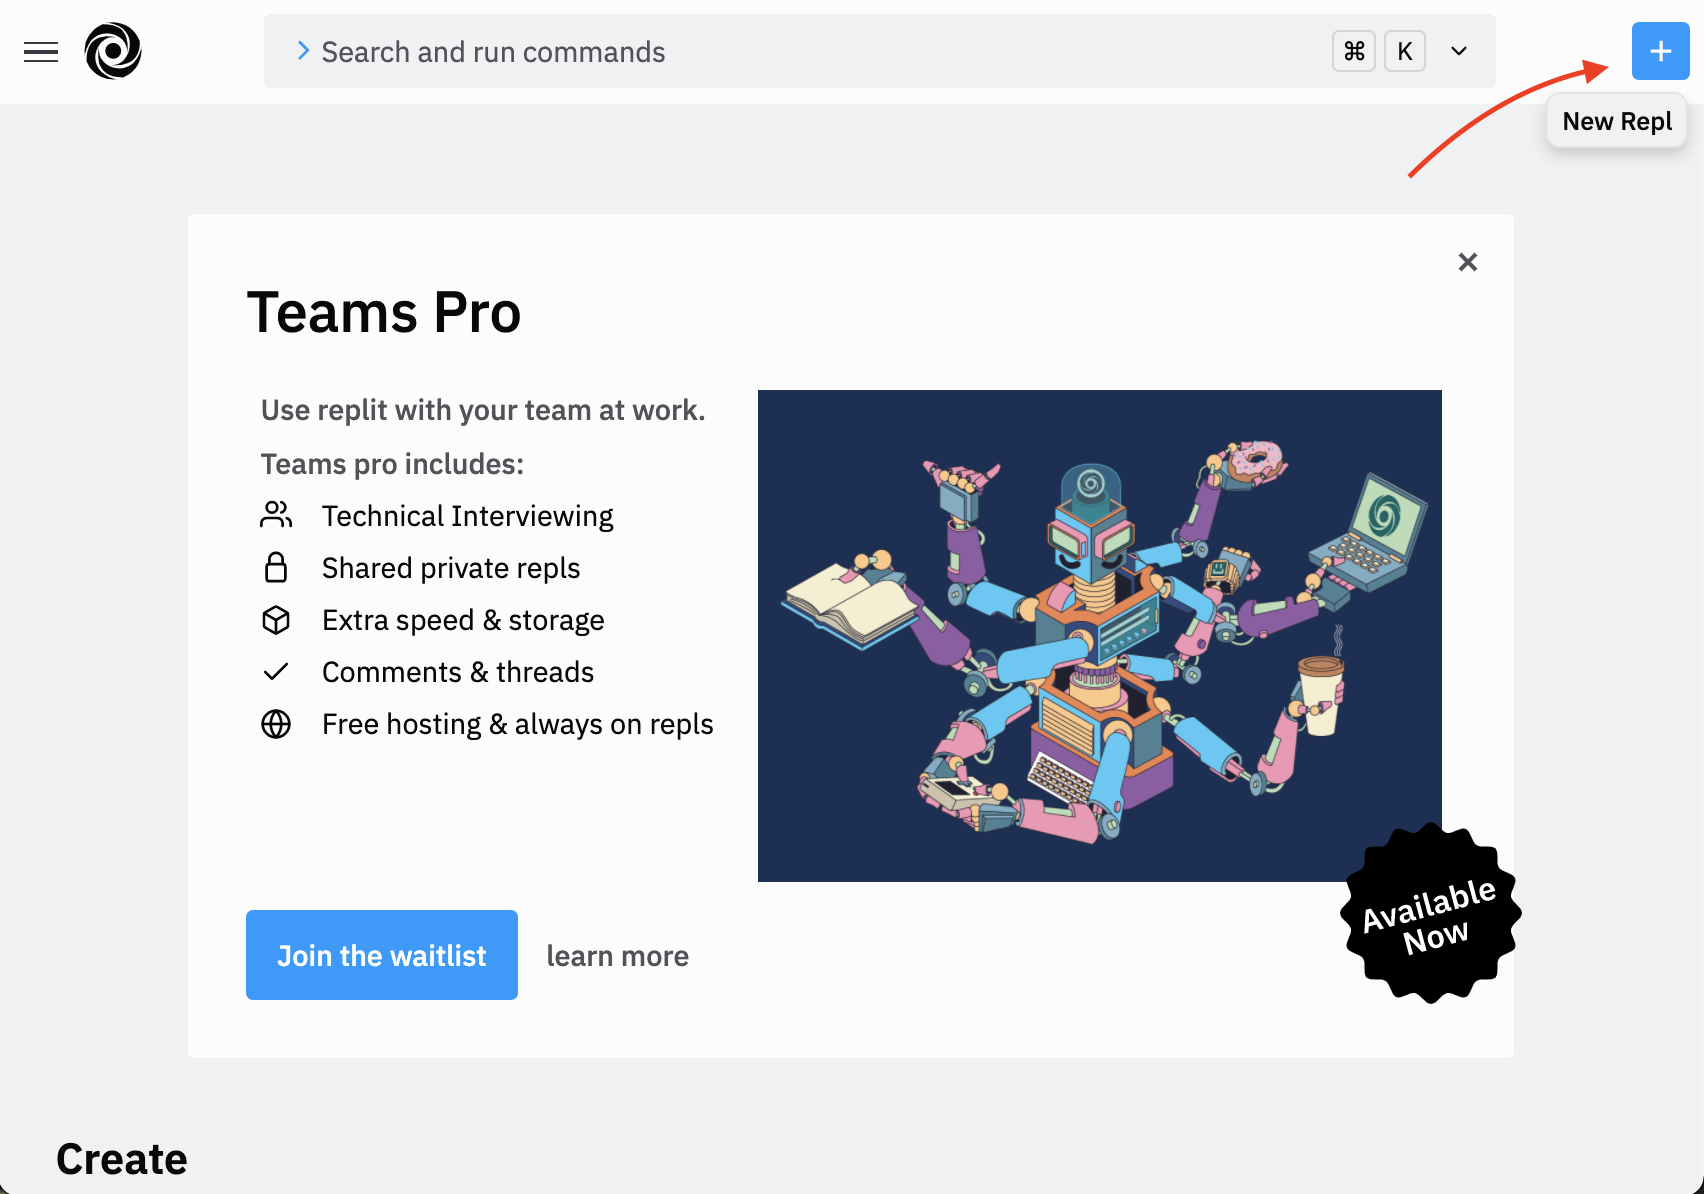 Search and run commands
⌘ K
+
New Repl
Teams Pro
Use replit with your team at work.
Teams pro includes:
Technical Interviewing
Shared private repls
Extra speed & storage
Comments & threads
Free hosting & always on repls
Join the waitlist
learn more
Available
Now
Create